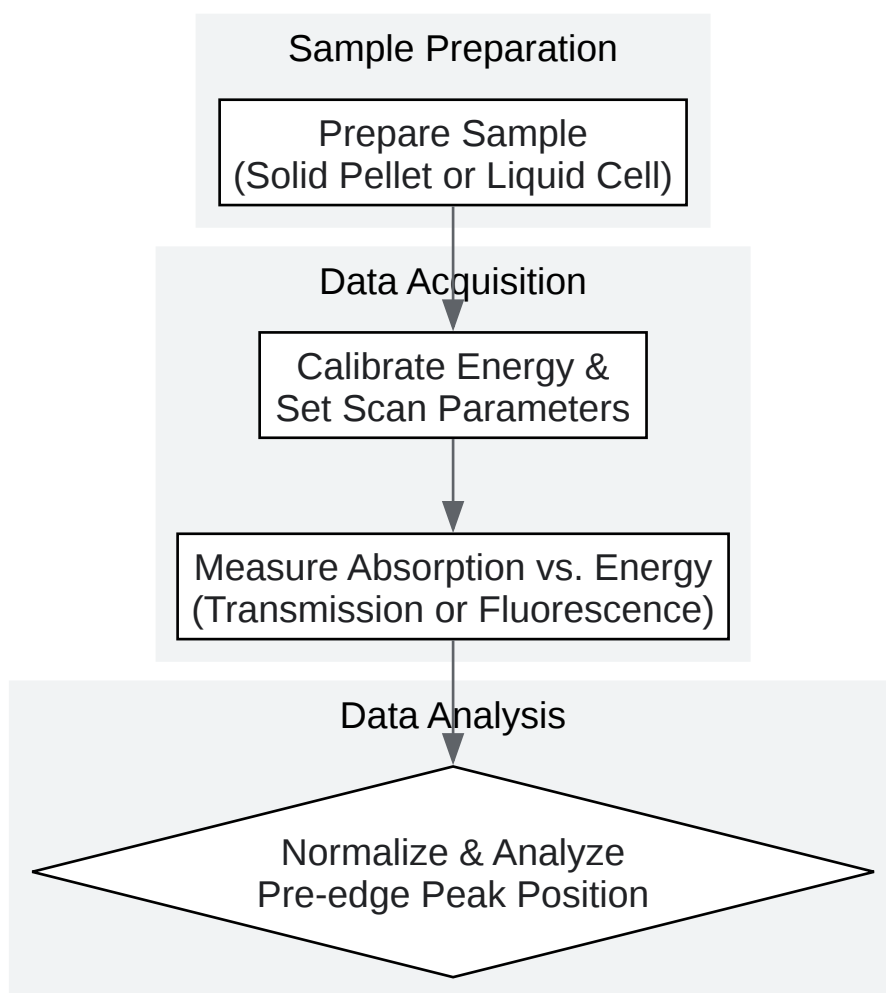 Sample Preparation
Prepare Sample
(Solid Pellet or Liquid Cell)
Data Acquisition
Calibrate Energy &
Set Scan Parameters
Measure Absorption vs. Energy
(Transmission or Fluorescence)
Data Analysis
Normalize & Analyze
Pre-edge Peak Position